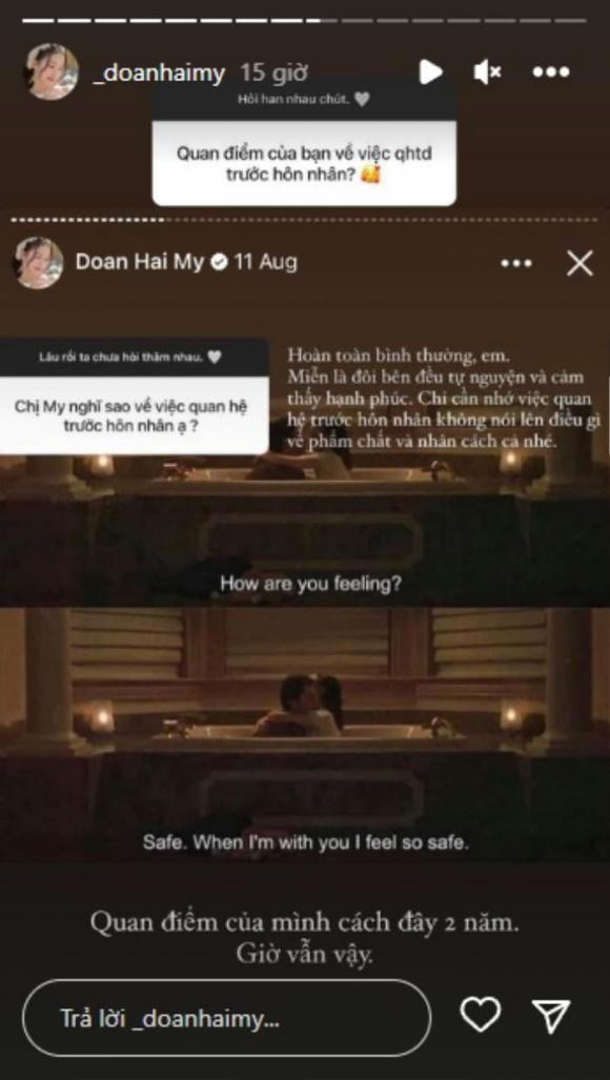 _doanhaimy 15 giờ
Hỏi han nhau chút. 🤍
Quan điểm của bạn về việc qhtd
trước hôn nhân? 🥰
Doan Hai My 11 Aug
Lâu rồi ta chưa hỏi thăm nhau. 🤍
Chị My nghĩ sao về việc quan hệ
trước hôn nhân ạ ?
Hoàn toàn bình thường, em.
Miễn là đôi bên đều tự nguyện và cảm
thấy hạnh phúc. Chỉ cần nhớ việc quan
hệ trước hôn nhân không nói lên điều gì
về phẩm chất và nhân cách cả nhé.
How are you feeling?
Safe. When I'm with you I feel so safe.
Quan điểm của mình cách đây 2 năm.
Giờ vẫn vậy.
Trả lời _doanhaimy...